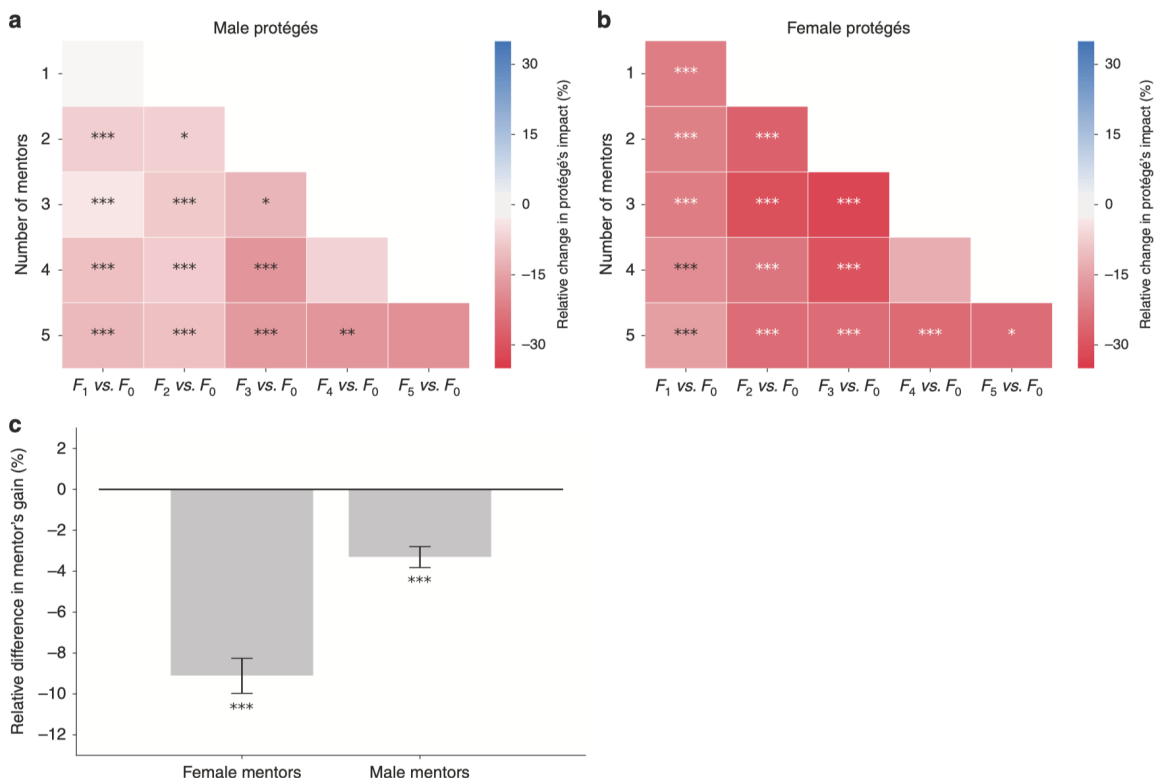 a
Male protégés
Number of mentors
1
2
3
4
5
***
*** *
*** *** *
*** *** ***
*** *** *** **
F1 vs. F0 F2 vs. F0 F3 vs. F0 F4 vs. F0 F5 vs. F0
30
15
0
−15
−30
Relative change in protégé's impact (%)
b
Female protégés
Number of mentors
1
2
3
4
5
***
*** ***
*** *** ***
*** *** ***
*** *** *** *** *
F1 vs. F0 F2 vs. F0 F3 vs. F0 F4 vs. F0 F5 vs. F0
30
15
0
−15
−30
Relative change in protégé's impact (%)
c
Relative difference in mentor's gain (%)
2
0
−2
−4
−6
−8
−10
−12
***
***
Female mentors Male mentors